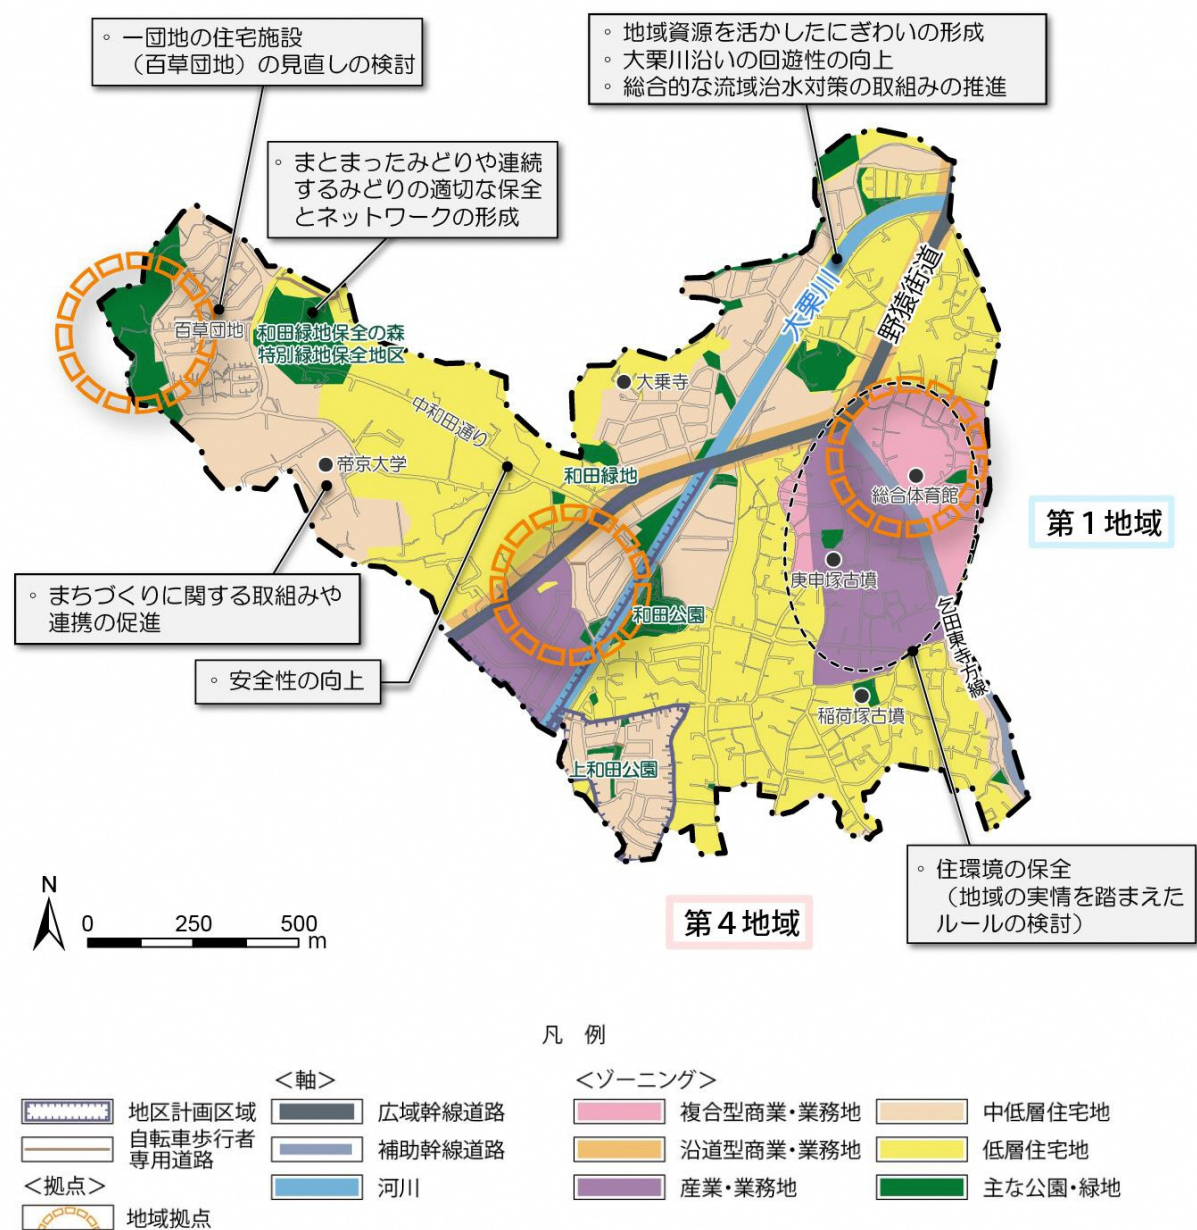 ◦ 一団地の住宅施設
（百草団地）の見直しの検討
◦ 地域資源を活かしたにぎわいの形成
◦ 大栗川沿いの回遊性の向上
◦ 総合的な流域治水対策の取組みの推進
◦ まとまったみどりや連続
するみどりの適切な保全
とネットワークの形成
大栗川
野猿街道
百草団地
和田緑地保全の森
特別緑地保全地区
大乗寺
中和田通り
帝京大学
和田緑地
総合体育館
第１地域
庚申塚古墳
◦ まちづくりに関する取組みや
連携の促進
和田公園
乞田東寺方線
◦ 安全性の向上
稲荷塚古墳
上和田公園
◦ 住環境の保全
（地域の実情を踏まえた
ルールの検討）
第４地域
N
0 250 500
m
凡 例
＜軸＞
＜ゾーニング＞
地区計画区域
広域幹線道路
複合型商業・業務地
中低層住宅地
自転車歩行者
専用道路
補助幹線道路
沿道型商業・業務地
低層住宅地
＜拠点＞
河川
産業・業務地
主な公園・緑地
地域拠点